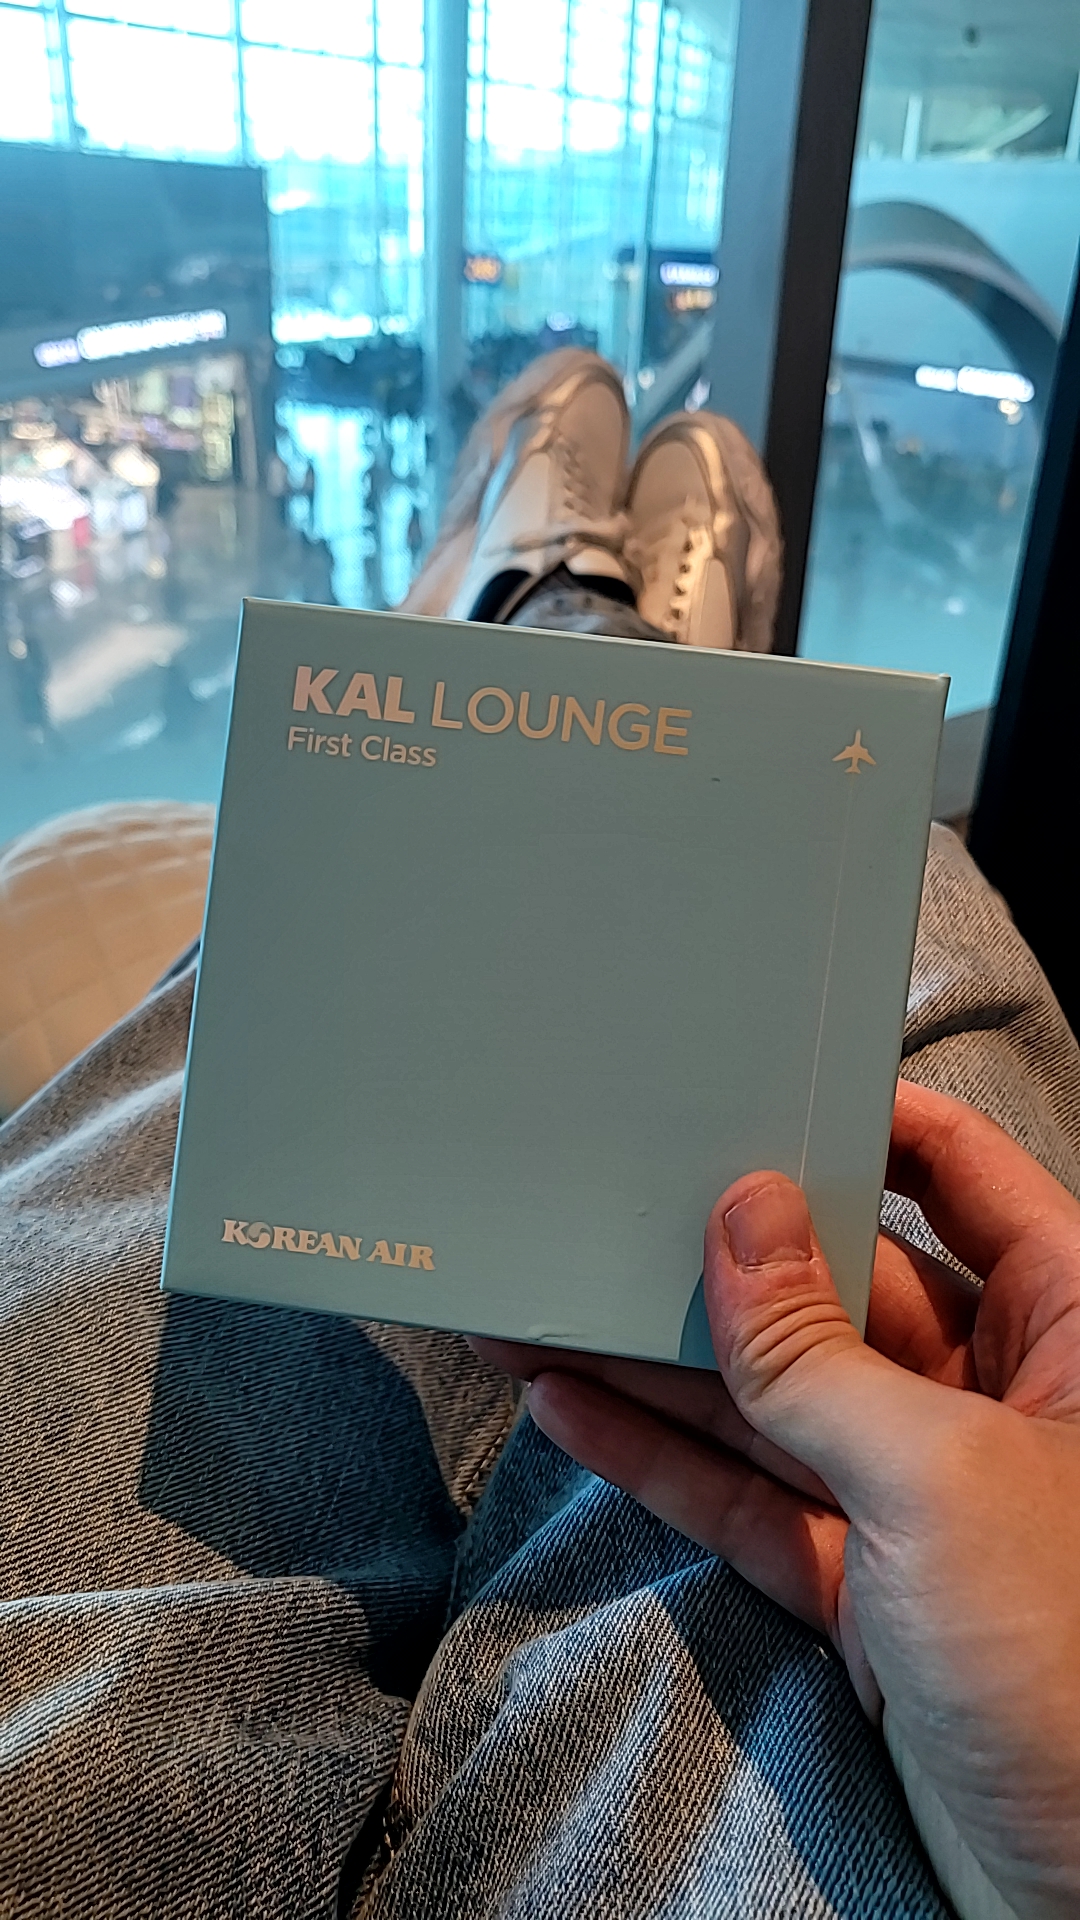 KAL LOUNGE
First Class
KOREAN AIR